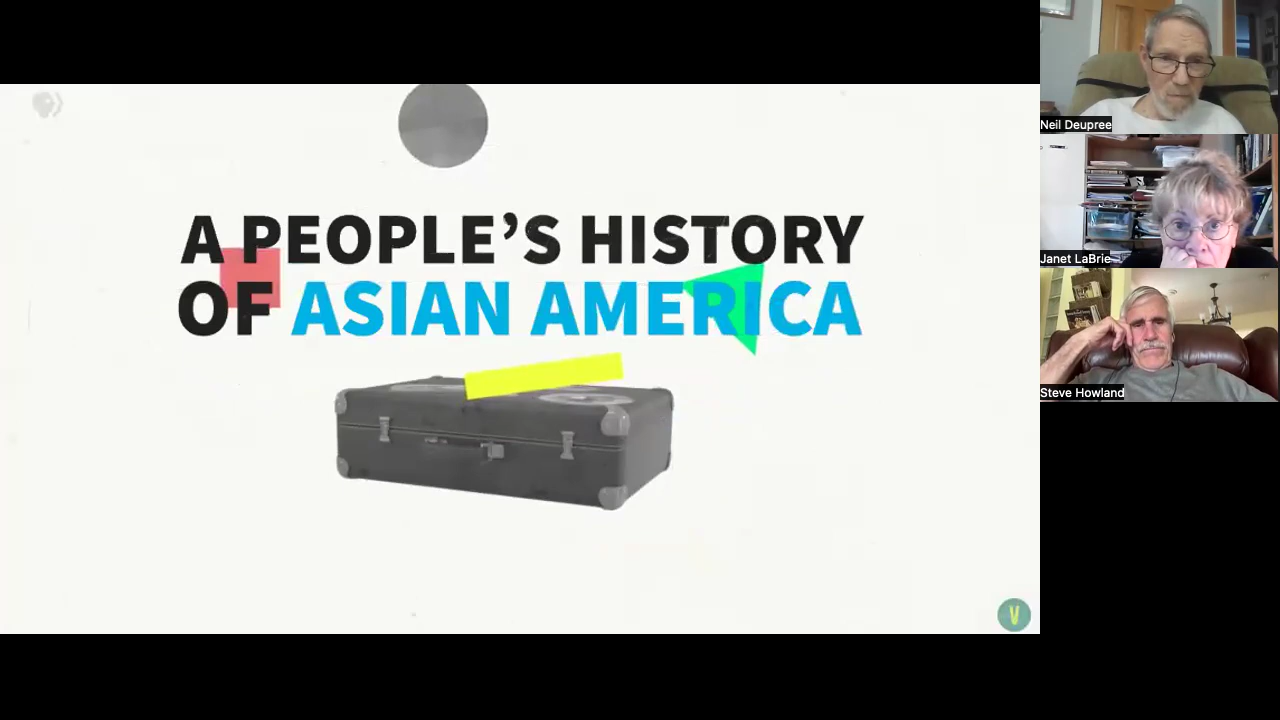 A PEOPLE’S HISTORY
OF ASIAN AMERICA
V
Neil Deupree
Janet LaBrie
Steve Howland